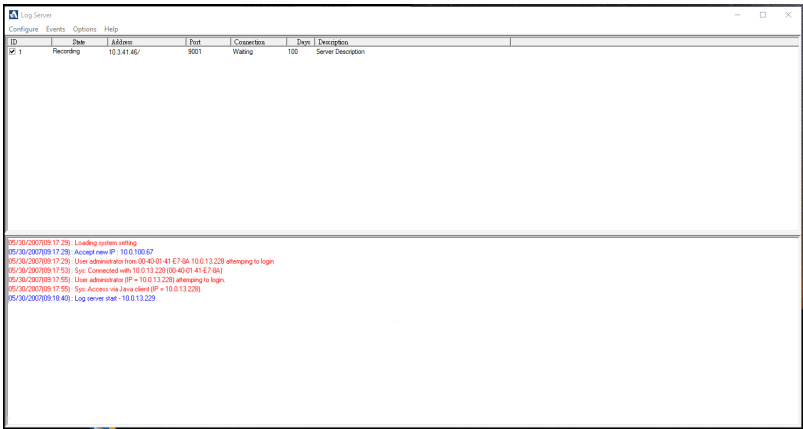 Log Server
Configure Events Options Help
ID State Address Port Connection Days Description
1 Recording 10.3.41.46/ 9001 Waiting 100 Server Description
05/30/2007(09:17:29) : Loading system setting
05/30/2007(09:17:29) : Accept new IP : 10.0.100.67
05/30/2007(09:17:29) : User administrator from 00-40-01-41-E7-8A 10.0.13.228 attemping to login
05/30/2007(09:17:53) : Sys: Connected with 10.0.13.228 (00-40-01-41-E7-8A)
05/30/2007(09:17:55) : User administrator (IP = 10.0.13.228) attemping to login.
05/30/2007(09:17:55) : Sys: Access via Java client (IP = 10.0.13.228).
05/30/2007(09:18:40) : Log server start - 10.0.13.229